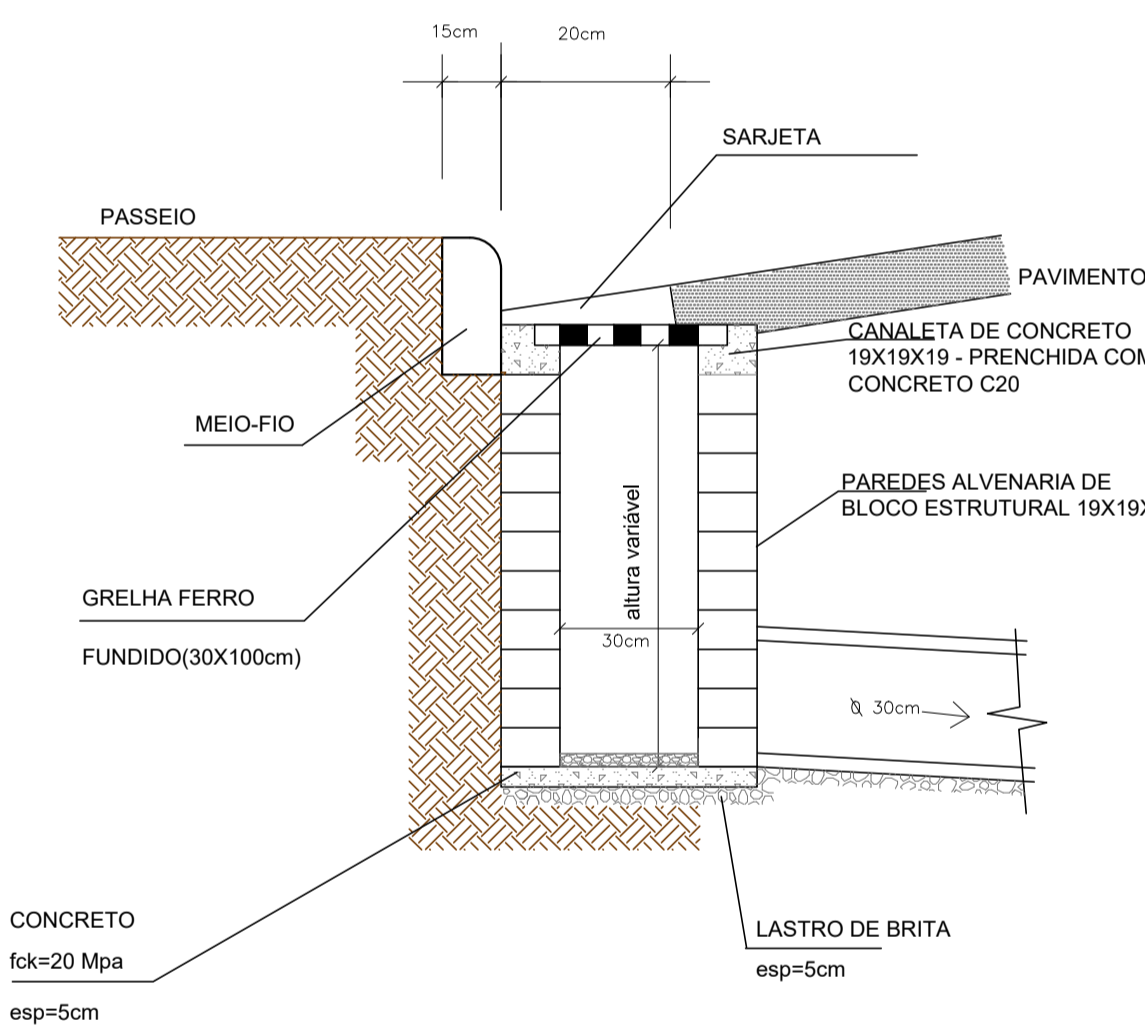 15cm
20cm
SARJETA
PASSEIO
PAVIMENTO
CANALETA DE CONCRETO
19X19X19 - PRENCHIDA COM
CONCRETO C20
MEIO-FIO
PAREDES ALVENARIA DE
BLOCO ESTRUTURAL 19X19X
altura variável
GRELHA FERRO
FUNDIDO(30X100cm)
30cm
Ø 30cm
CONCRETO
fck=20 Mpa
esp=5cm
LASTRO DE BRITA
esp=5cm